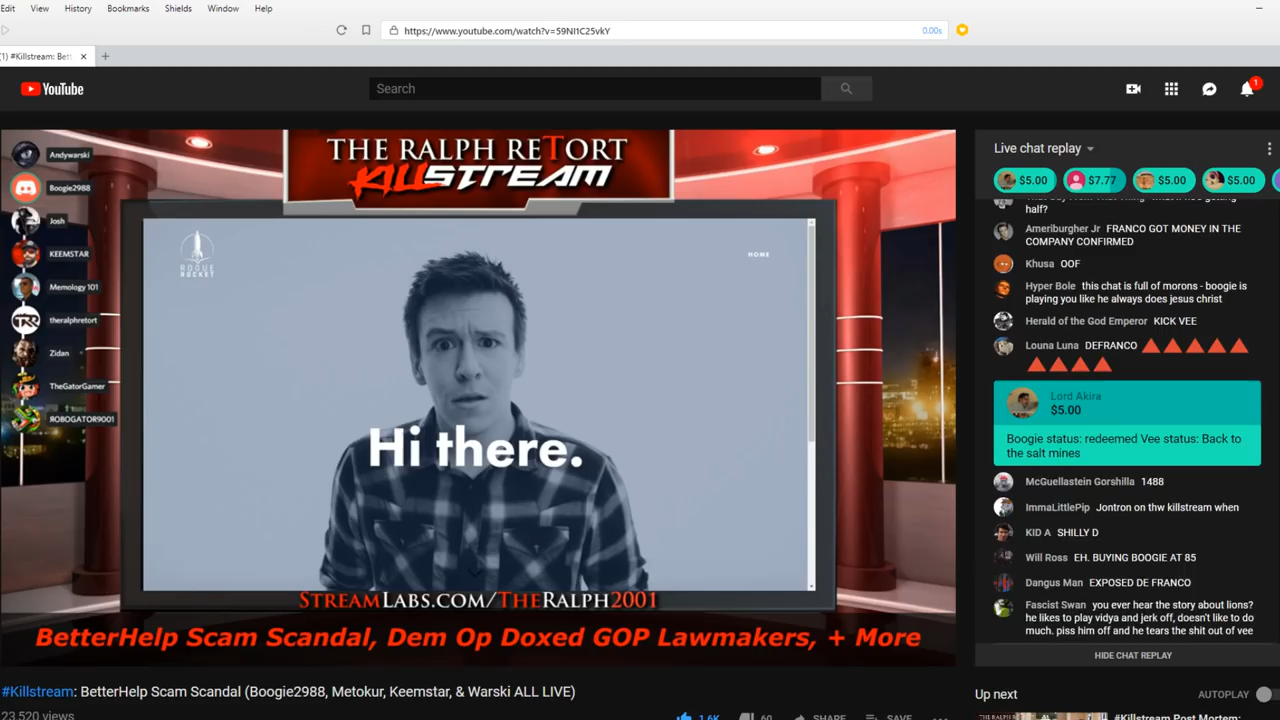 Edit View History Bookmarks Shields Window Help
https://www.youtube.com/watch?v=59NI1C25vkY
0.00s
(1) #Killstream: Bett
YouTube
Search
1
THE RALPH RETORT
KILLSTREAM
Andywarski
Boogie2988
Josh
KEEMSTAR
Memology 101
theralphretort
Zidan
TheGatorGamer
ЯOBOGATOR9001
ROGUE
ROCKET
HOME
Hi there.
STREAMLABS.COM/THERALPH2001
BetterHelp Scam Scandal, Dem Op Doxed GOP Lawmakers, + More
#Killstream: BetterHelp Scam Scandal (Boogie2988, Metokur, Keemstar, & Warski ALL LIVE)
23,520 views
1.6K 60 SHARE SAVE
Live chat replay
$5.00 $7.77 $5.00 $5.00
half?
Ameriburgher Jr FRANCO GOT MONEY IN THE
COMPANY CONFIRMED
Khusa OOF
Hyper Bole this chat is full of morons - boogie is
playing you like he always does jesus christ
Herald of the God Emperor KICK VEE
Louna Luna DEFRANCO
Lord Akira
$5.00
Boogie status: redeemed Vee status: Back to
the salt mines
McGuellastein Gorshilla 1488
ImmaLittlePip Jontron on thw killstream when
KID A SHILLY D
Will Ross EH. BUYING BOOGIE AT 85
Dangus Man EXPOSED DE FRANCO
Fascist Swan you ever hear the story about lions?
he likes to play vidya and jerk off, doesn't like to do
much. piss him off and he tears the shit out of vee
HIDE CHAT REPLAY
Up next
AUTOPLAY
#Killstream Post Mortem: